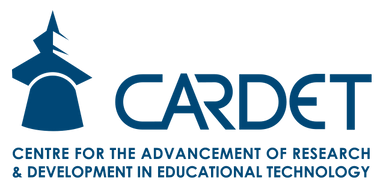 CARDET
CENTRE FOR THE ADVANCEMENT OF RESEARCH
& DEVELOPMENT IN EDUCATIONAL TECHNOLOGY